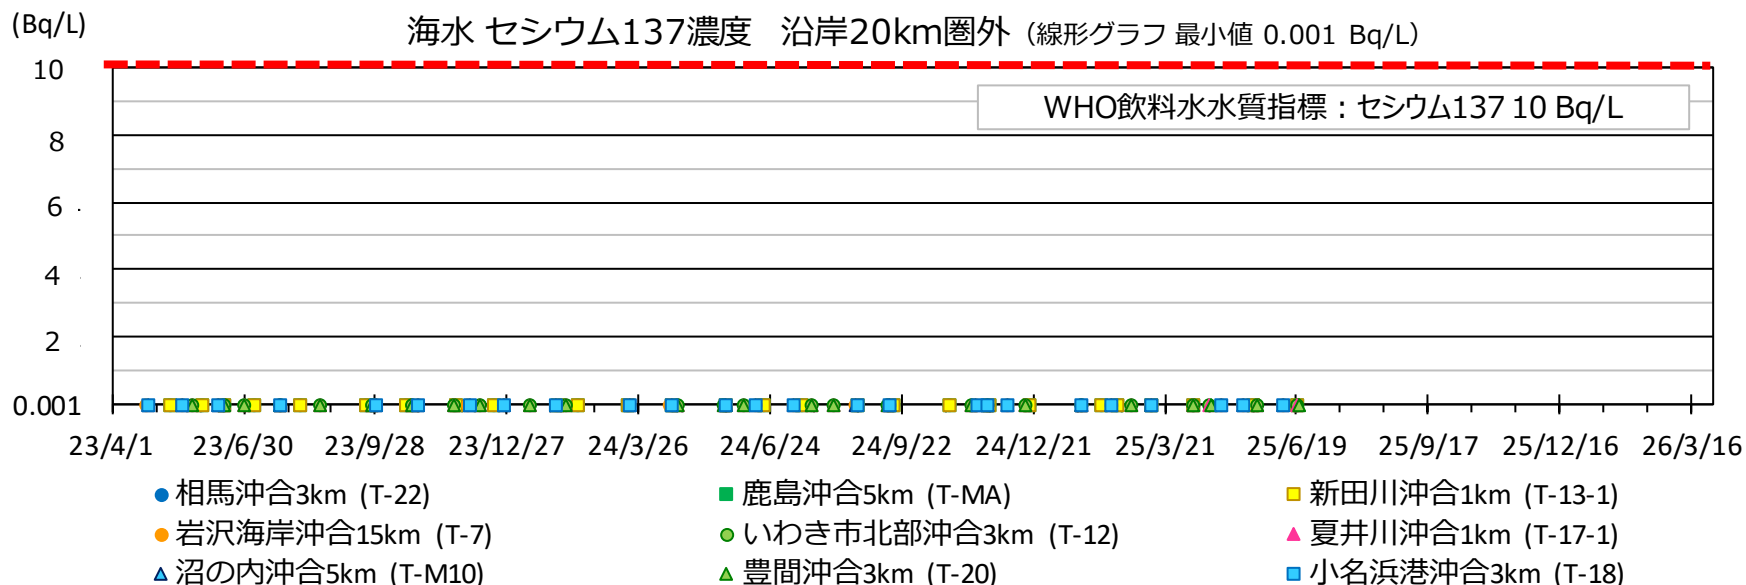 (Bq/L)
海水 セシウム137濃度 沿岸20km圏外（線形グラフ 最小値 0.001 Bq/L）
10
WHO飲料水水質指標：セシウム137 10 Bq/L
8
6
4
2
0.001
23/4/1 23/6/30 23/9/28 23/12/27 24/3/26 24/6/24 24/9/22 24/12/21 25/3/21 25/6/19 25/9/17 25/12/16 26/3/16
相馬沖合3km (T-22) 鹿島沖合5km (T-MA) 新田川沖合1km (T-13-1)
岩沢海岸沖合15km (T-7) いわき市北部沖合3km (T-12) 夏井川沖合1km (T-17-1)
沼の内沖合5km (T-M10) 豊間沖合3km (T-20) 小名浜港沖合3km (T-18)